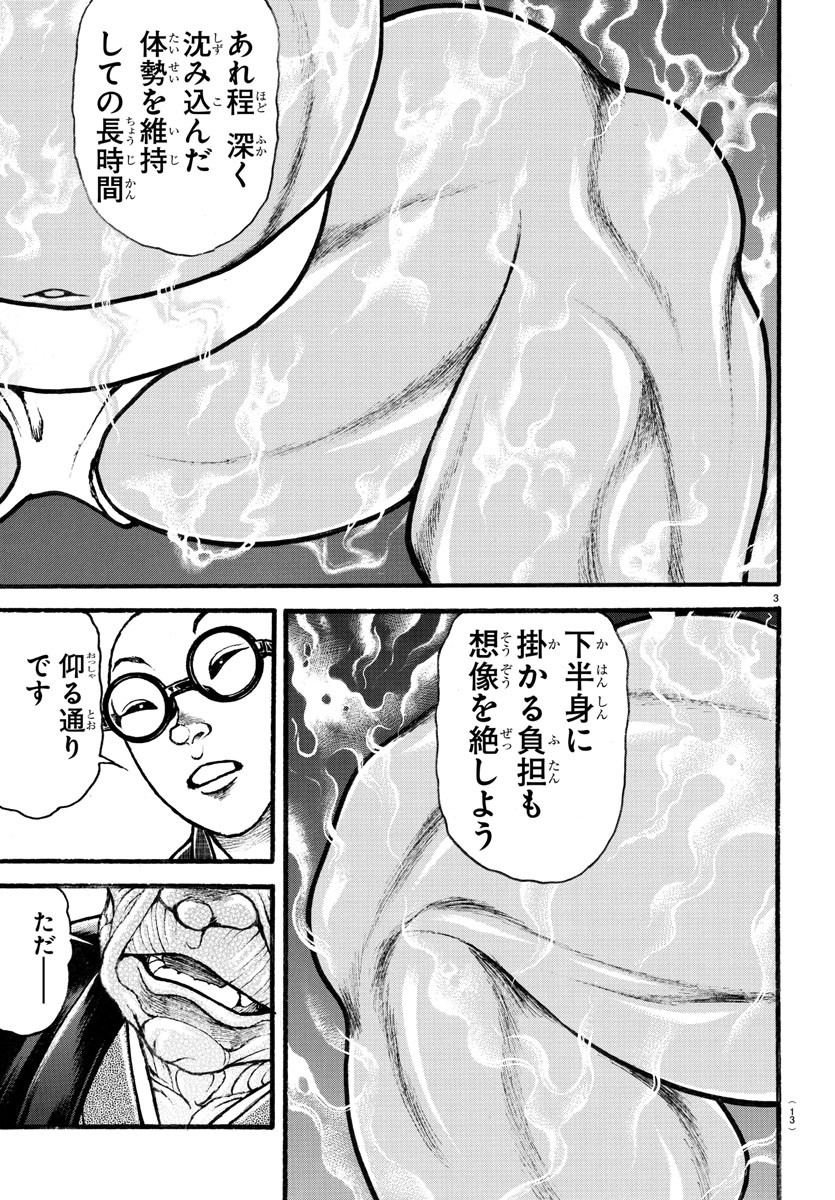 あれ程 深く
沈み込んだ
体勢を維持
しての長時間
3
下半身に
掛かる負担も
想像を絶しよう
仰る通り
です
ただ——
(13)